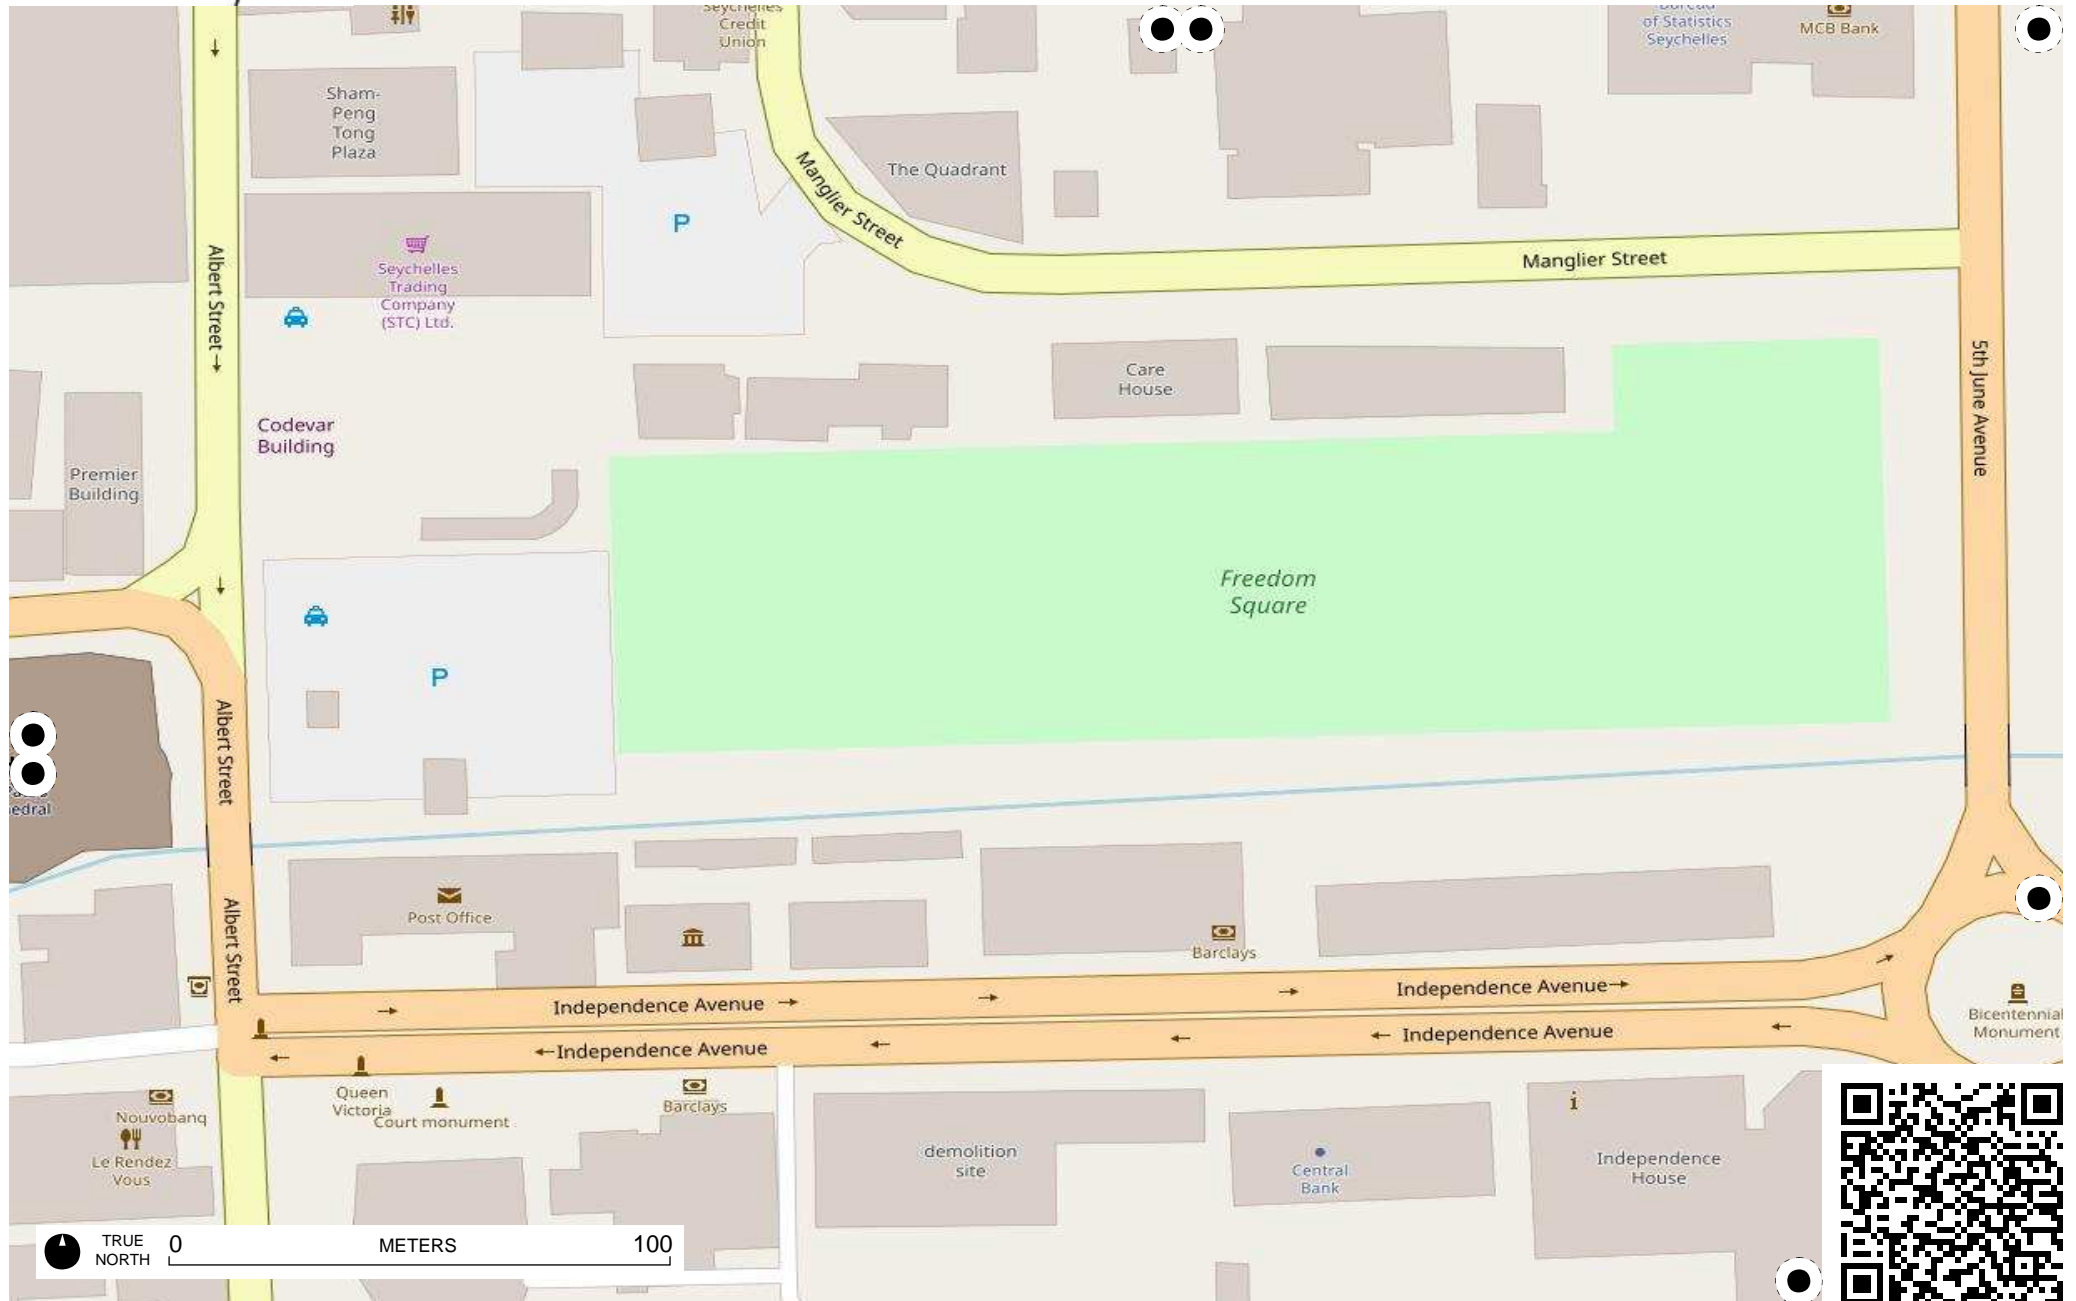 Seychelles
Credit
Union
of Statistics
Seychelles
MCB Bank
Sham-
Peng
Tong
Plaza
The Quadrant
Manglier Street
Manglier Street
Albert Street
Seychelles
Trading
Company
(STC) Ltd.
P
Care
House
5th June Avenue
Codevar
Building
Premier
Building
Freedom
Square
P
Albert Street
edral
Albert Street
Post Office
Barclays
Independence Avenue
Independence Avenue
Independence Avenue
Independence Avenue
Bicentennial
Monument
Queen
Victoria
Court monument
Barclays
Nouvobanq
Le Rendez
Vous
demolition
site
Central
Bank
Independence
House
TRUE
NORTH
0
METERS
100